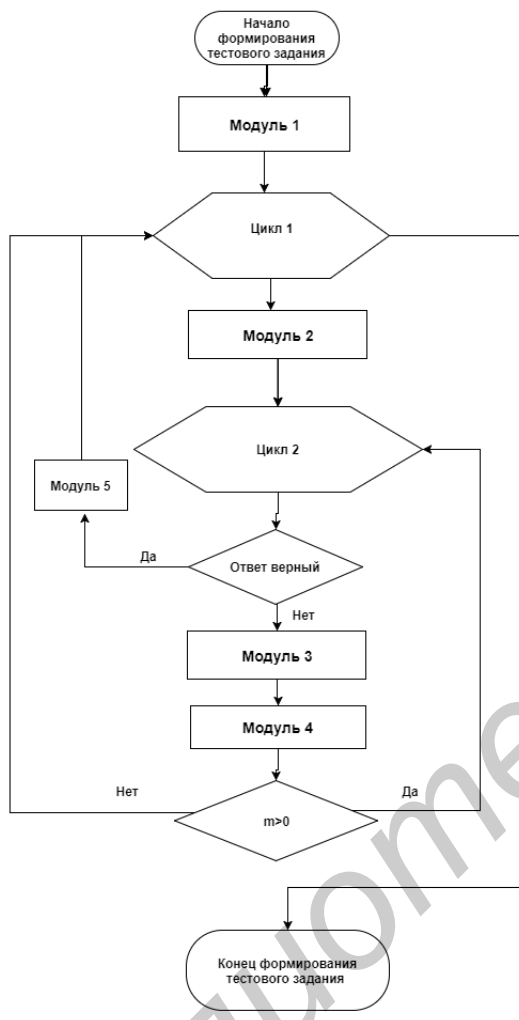 Начало
формирования
тестового задания
Модуль 1
Цикл 1
Модуль 2
Цикл 2
Модуль 5
Да
Ответ верный
Нет
Модуль 3
Модуль 4
Нет
Да
m>0
Конец формирования
тестового задания